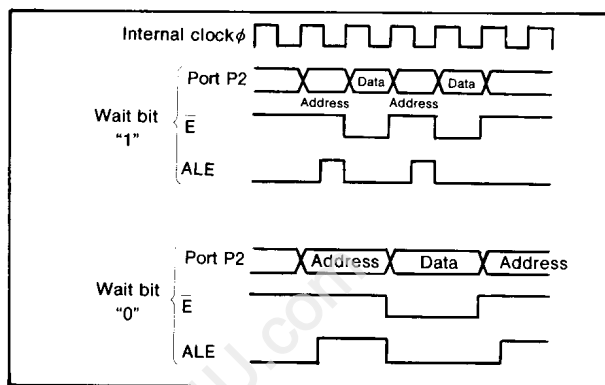 Internal clock φ
Port P2
Data
Data
Address
Address
Wait bit
"1"
E̅
ALE
Port P2
Address
Data
Address
Wait bit
"0"
E̅
ALE